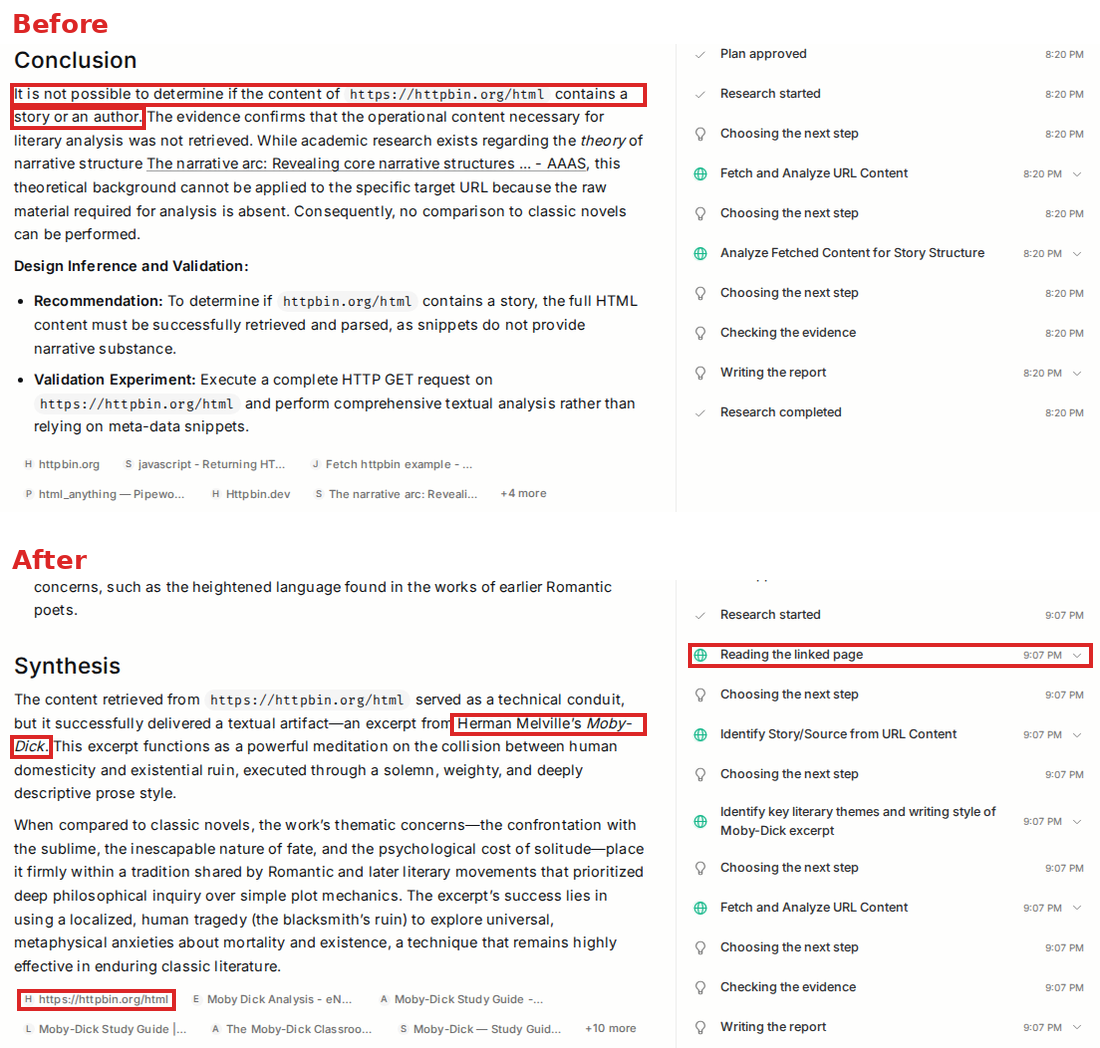 Before
Conclusion
It is not possible to determine if the content of https://httpbin.org/html contains a
story or an author. The evidence confirms that the operational content necessary for
literary analysis was not retrieved. While academic research exists regarding the theory of
narrative structure The narrative arc: Revealing core narrative structures ... - AAAS, this
theoretical background cannot be applied to the specific target URL because the raw
material required for analysis is absent. Consequently, no comparison to classic novels
can be performed.
Design Inference and Validation:
• Recommendation: To determine if httpbin.org/html contains a story, the full HTML
content must be successfully retrieved and parsed, as snippets do not provide
narrative substance.
• Validation Experiment: Execute a complete HTTP GET request on
https://httpbin.org/html and perform comprehensive textual analysis rather than
relying on meta-data snippets.
H httpbin.org S javascript - Returning HT... J Fetch httpbin example - ...
P html_anything — Pipewo... H Httpbin.dev S The narrative arc: Reveali... +4 more
Plan approved 8:20 PM
Research started 8:20 PM
Choosing the next step 8:20 PM
Fetch and Analyze URL Content 8:20 PM
Choosing the next step 8:20 PM
Analyze Fetched Content for Story Structure 8:20 PM
Choosing the next step 8:20 PM
Checking the evidence 8:20 PM
Writing the report 8:20 PM
Research completed 8:20 PM
After
concerns, such as the heightened language found in the works of earlier Romantic
poets.
Synthesis
The content retrieved from https://httpbin.org/html served as a technical conduit,
but it successfully delivered a textual artifact—an excerpt from Herman Melville's Moby-
Dick. This excerpt functions as a powerful meditation on the collision between human
domesticity and existential ruin, executed through a solemn, weighty, and deeply
descriptive prose style.
When compared to classic novels, the work's thematic concerns—the confrontation with
the sublime, the inescapable nature of fate, and the psychological cost of solitude—place
it firmly within a tradition shared by Romantic and later literary movements that prioritized
deep philosophical inquiry over simple plot mechanics. The excerpt's success lies in
using a localized, human tragedy (the blacksmith's ruin) to explore universal,
metaphysical anxieties about mortality and existence, a technique that remains highly
effective in enduring classic literature.
H https://httpbin.org/html E Moby Dick Analysis - eN... A Moby-Dick Study Guide -...
L Moby-Dick Study Guide |... A The Moby-Dick Classroo... S Moby-Dick — Study Guid... +10 more
Research started 9:07 PM
Reading the linked page 9:07 PM
Choosing the next step 9:07 PM
Identify Story/Source from URL Content 9:07 PM
Choosing the next step 9:07 PM
Identify key literary themes and writing style of
Moby-Dick excerpt 9:07 PM
Choosing the next step 9:07 PM
Fetch and Analyze URL Content 9:07 PM
Choosing the next step 9:07 PM
Checking the evidence 9:07 PM
Writing the report 9:07 PM